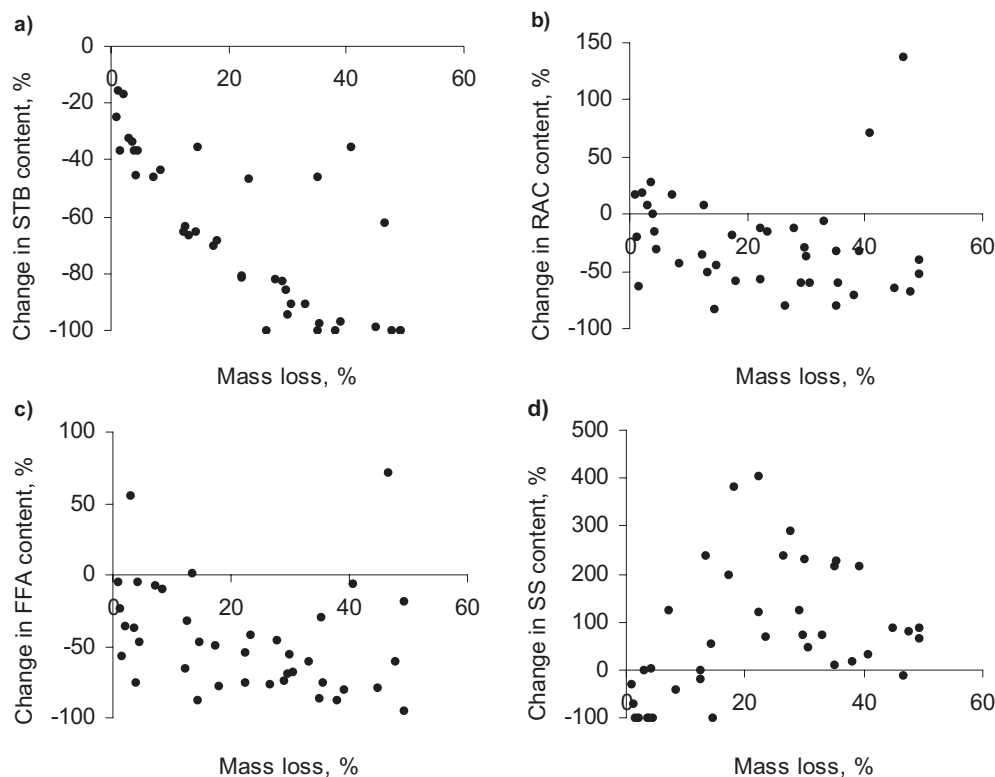 a)
Change in STB content, %
0
-20
-40
-60
-80
-100
0 20 40 60
Mass loss, %
b)
Change in RAC content, %
150
100
50
0
-50
-100
0 20 40 60
Mass loss, %
c)
Change in FFA content, %
100
50
0
-50
-100
0 20 40 60
Mass loss, %
d)
Change in SS content, %
500
400
300
200
100
0
-100
0 20 40 60
Mass loss, %